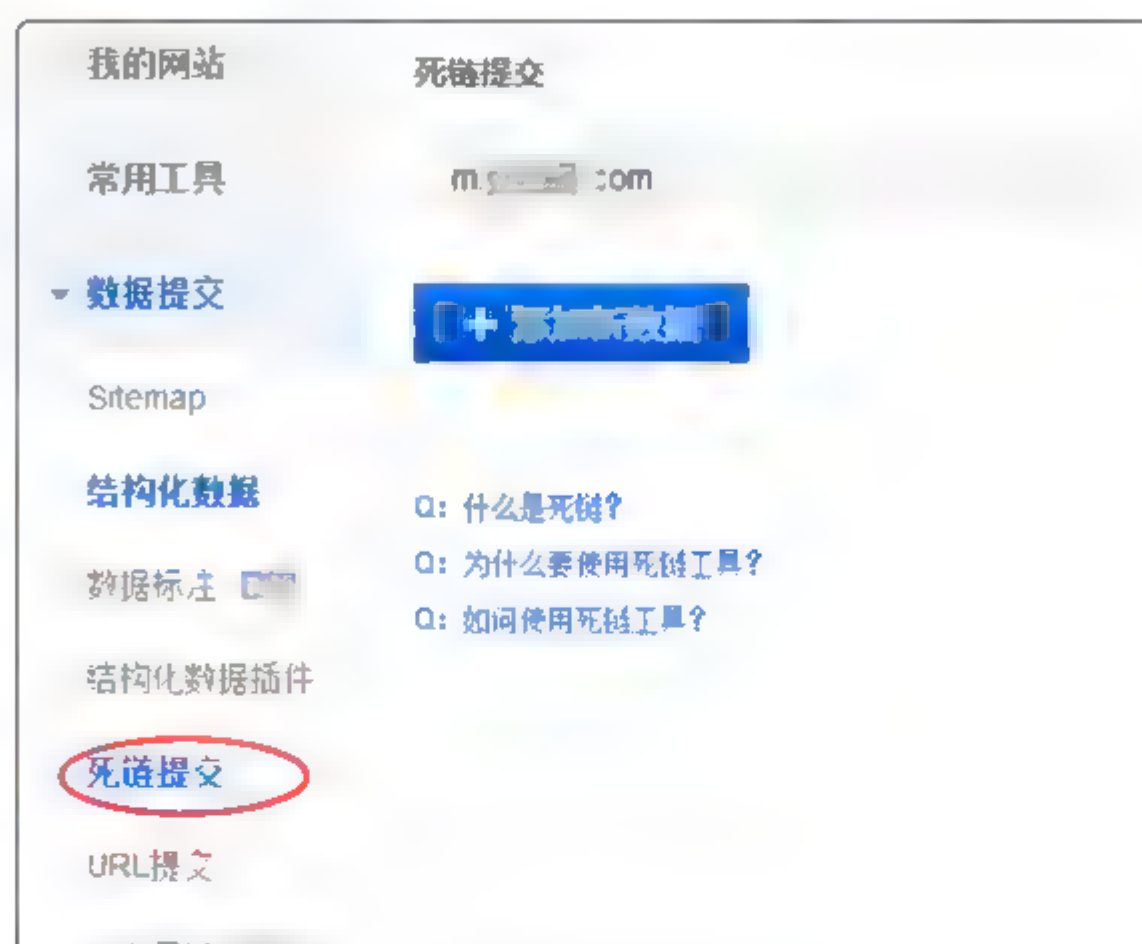 我的网站
常用工具
数据提交
Sitemap
结构化数据
数据标注
结构化数据插件
死链提交
URL提交
死链提交
m. com
+
Q: 什么是死链?
Q: 为什么要使用死链工具?
Q: 如何使用死链工具?